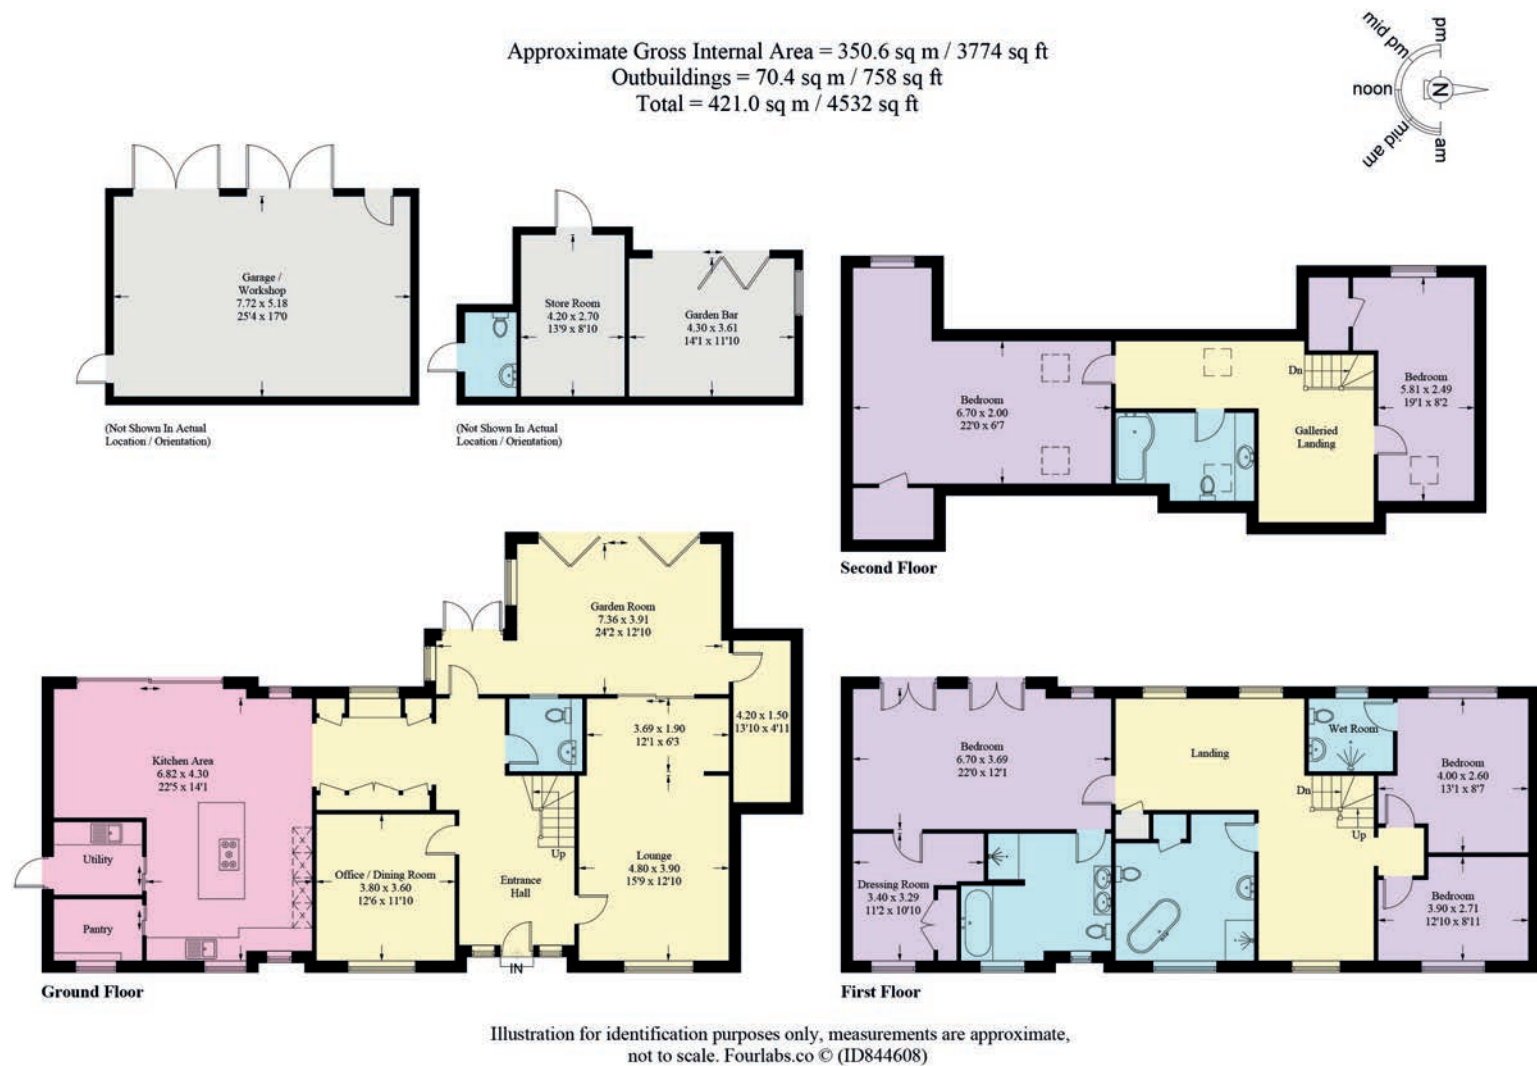 Approximate Gross Internal Area = 350.6 sq m / 3774 sq ft
Outbuildings = 70.4 sq m / 758 sq ft
Total = 421.0 sq m / 4532 sq ft
pm
mid pm
noon
mid am
am
N
Garage /
Workshop
7.72 x 5.18
25'4 x 17'0
(Not Shown In Actual
Location / Orientation)
Store Room
4.20 x 2.70
13'9 x 8'10
Garden Bar
4.30 x 3.61
14'1 x 11'10
(Not Shown In Actual
Location / Orientation)
Bedroom
6.70 x 2.00
22'0 x 6'7
Dn
Galleried
Landing
Bedroom
5.81 x 2.49
19'1 x 8'2
Second Floor
Garden Room
7.36 x 3.91
24'2 x 12'10
4.20 x 1.50
13'10 x 4'11
3.69 x 1.90
12'1 x 6'3
Kitchen Area
6.82 x 4.30
22'5 x 14'1
Utility
Pantry
Office / Dining Room
3.80 x 3.60
12'6 x 11'10
Up
Entrance
Hall
Lounge
4.80 x 3.90
15'9 x 12'10
IN
Ground Floor
Bedroom
6.70 x 3.69
22'0 x 12'1
Landing
Wet Room
Bedroom
4.00 x 2.60
13'1 x 8'7
Dn
Up
Dressing Room
3.40 x 3.29
11'2 x 10'10
Bedroom
3.90 x 2.71
12'10 x 8'11
First Floor
Illustration for identification purposes only, measurements are approximate,
not to scale. Fourlabs.co © (ID844608)